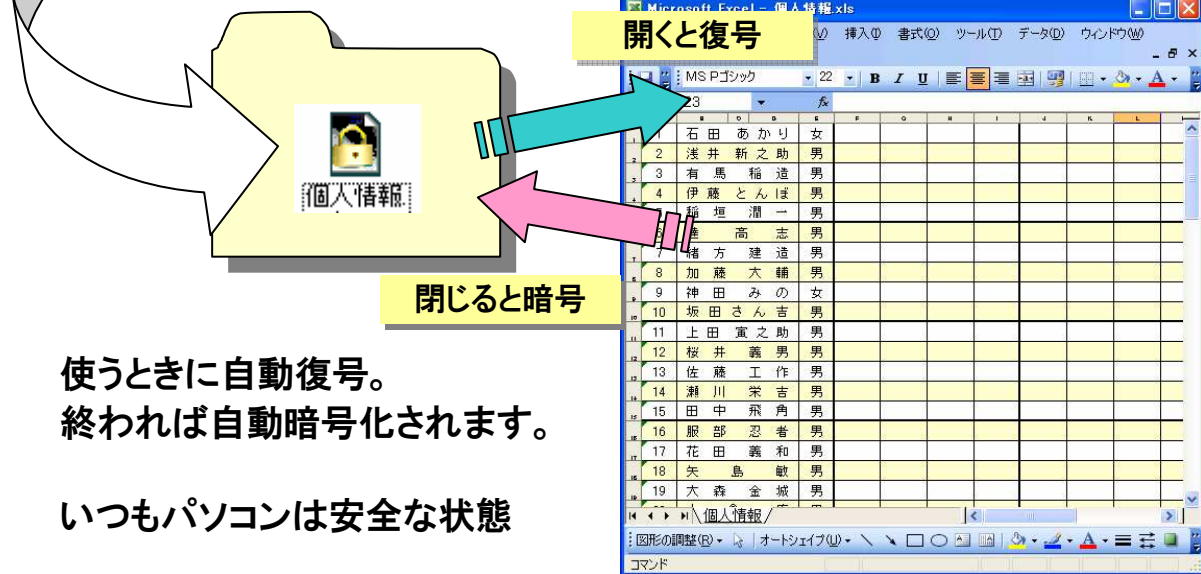 Microsoft Excel - 個人情報.xls
開くと復号
挿入(I) 書式(O) ツール(T) データ(D) ウィンドウ(W)
MS Pゴシック 22 B I U A
fx
1 石田 あかり 女
2 浅井 新之助 男
3 有馬 稲造 男
4 伊藤 とんぼ 男
稲垣 潤一 男
高志 男
7 緒方 建造 男
8 加藤 大輔 男
9 神田 みの 女
10 坂田 さん吉 男
11 上田 寅之助 男
12 桜井 義男 男
13 佐藤 工作 男
14 瀬川 栄吉 男
15 田中 飛角 男
16 服部 忍者 男
17 花田 義和 男
18 矢島 敏 男
19 大森 金城 男
個人情報
図形の調整(R) オートシェイプ(U)
コマンド
個人情報.
閉じると暗号
使うときに自動復号。
終われば自動暗号化されます。
いつもパソコンは安全な状態